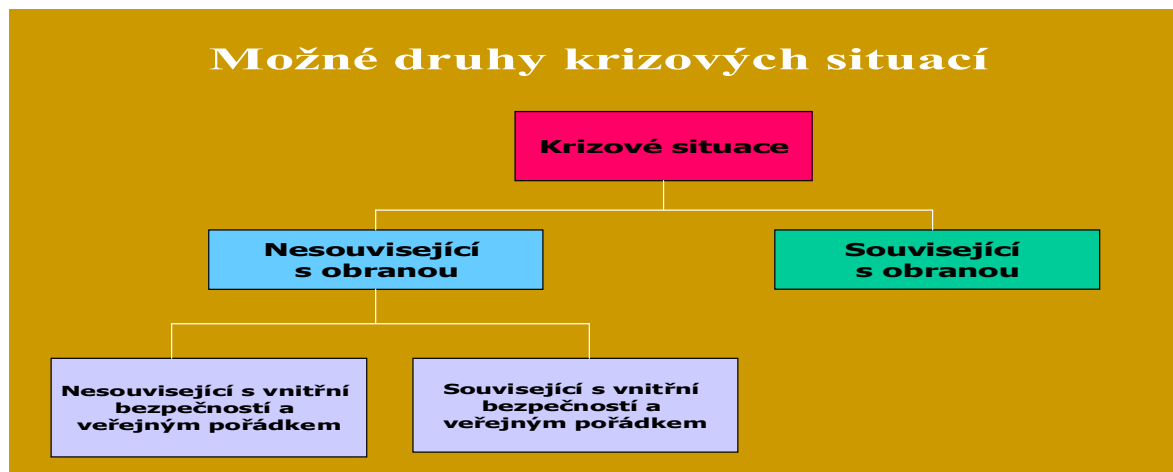 Možné druhy krizových situací
Krizové situace
Nesouvisející
s obranou
Související
s obranou
Nesouvisející s vnitřní
bezpečností a
veřejným pořádkem
Související s vnitřní
bezpečností a
veřejným pořádkem